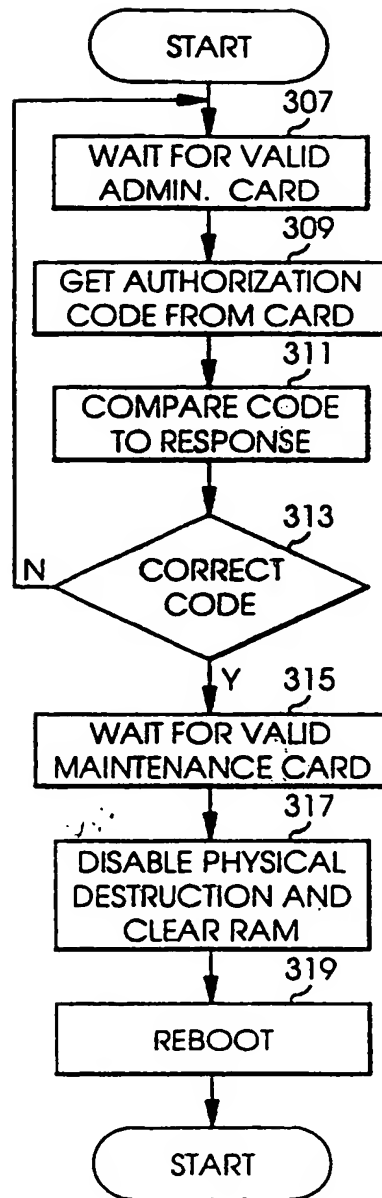 START
307
WAIT FOR VALID
ADMIN. CARD
309
GET AUTHORIZATION
CODE FROM CARD
311
COMPARE CODE
TO RESPONSE
313
CORRECT
CODE
N
Y
315
WAIT FOR VALID
MAINTENANCE CARD
317
DISABLE PHYSICAL
DESTRUCTION AND
CLEAR RAM
319
REBOOT
START